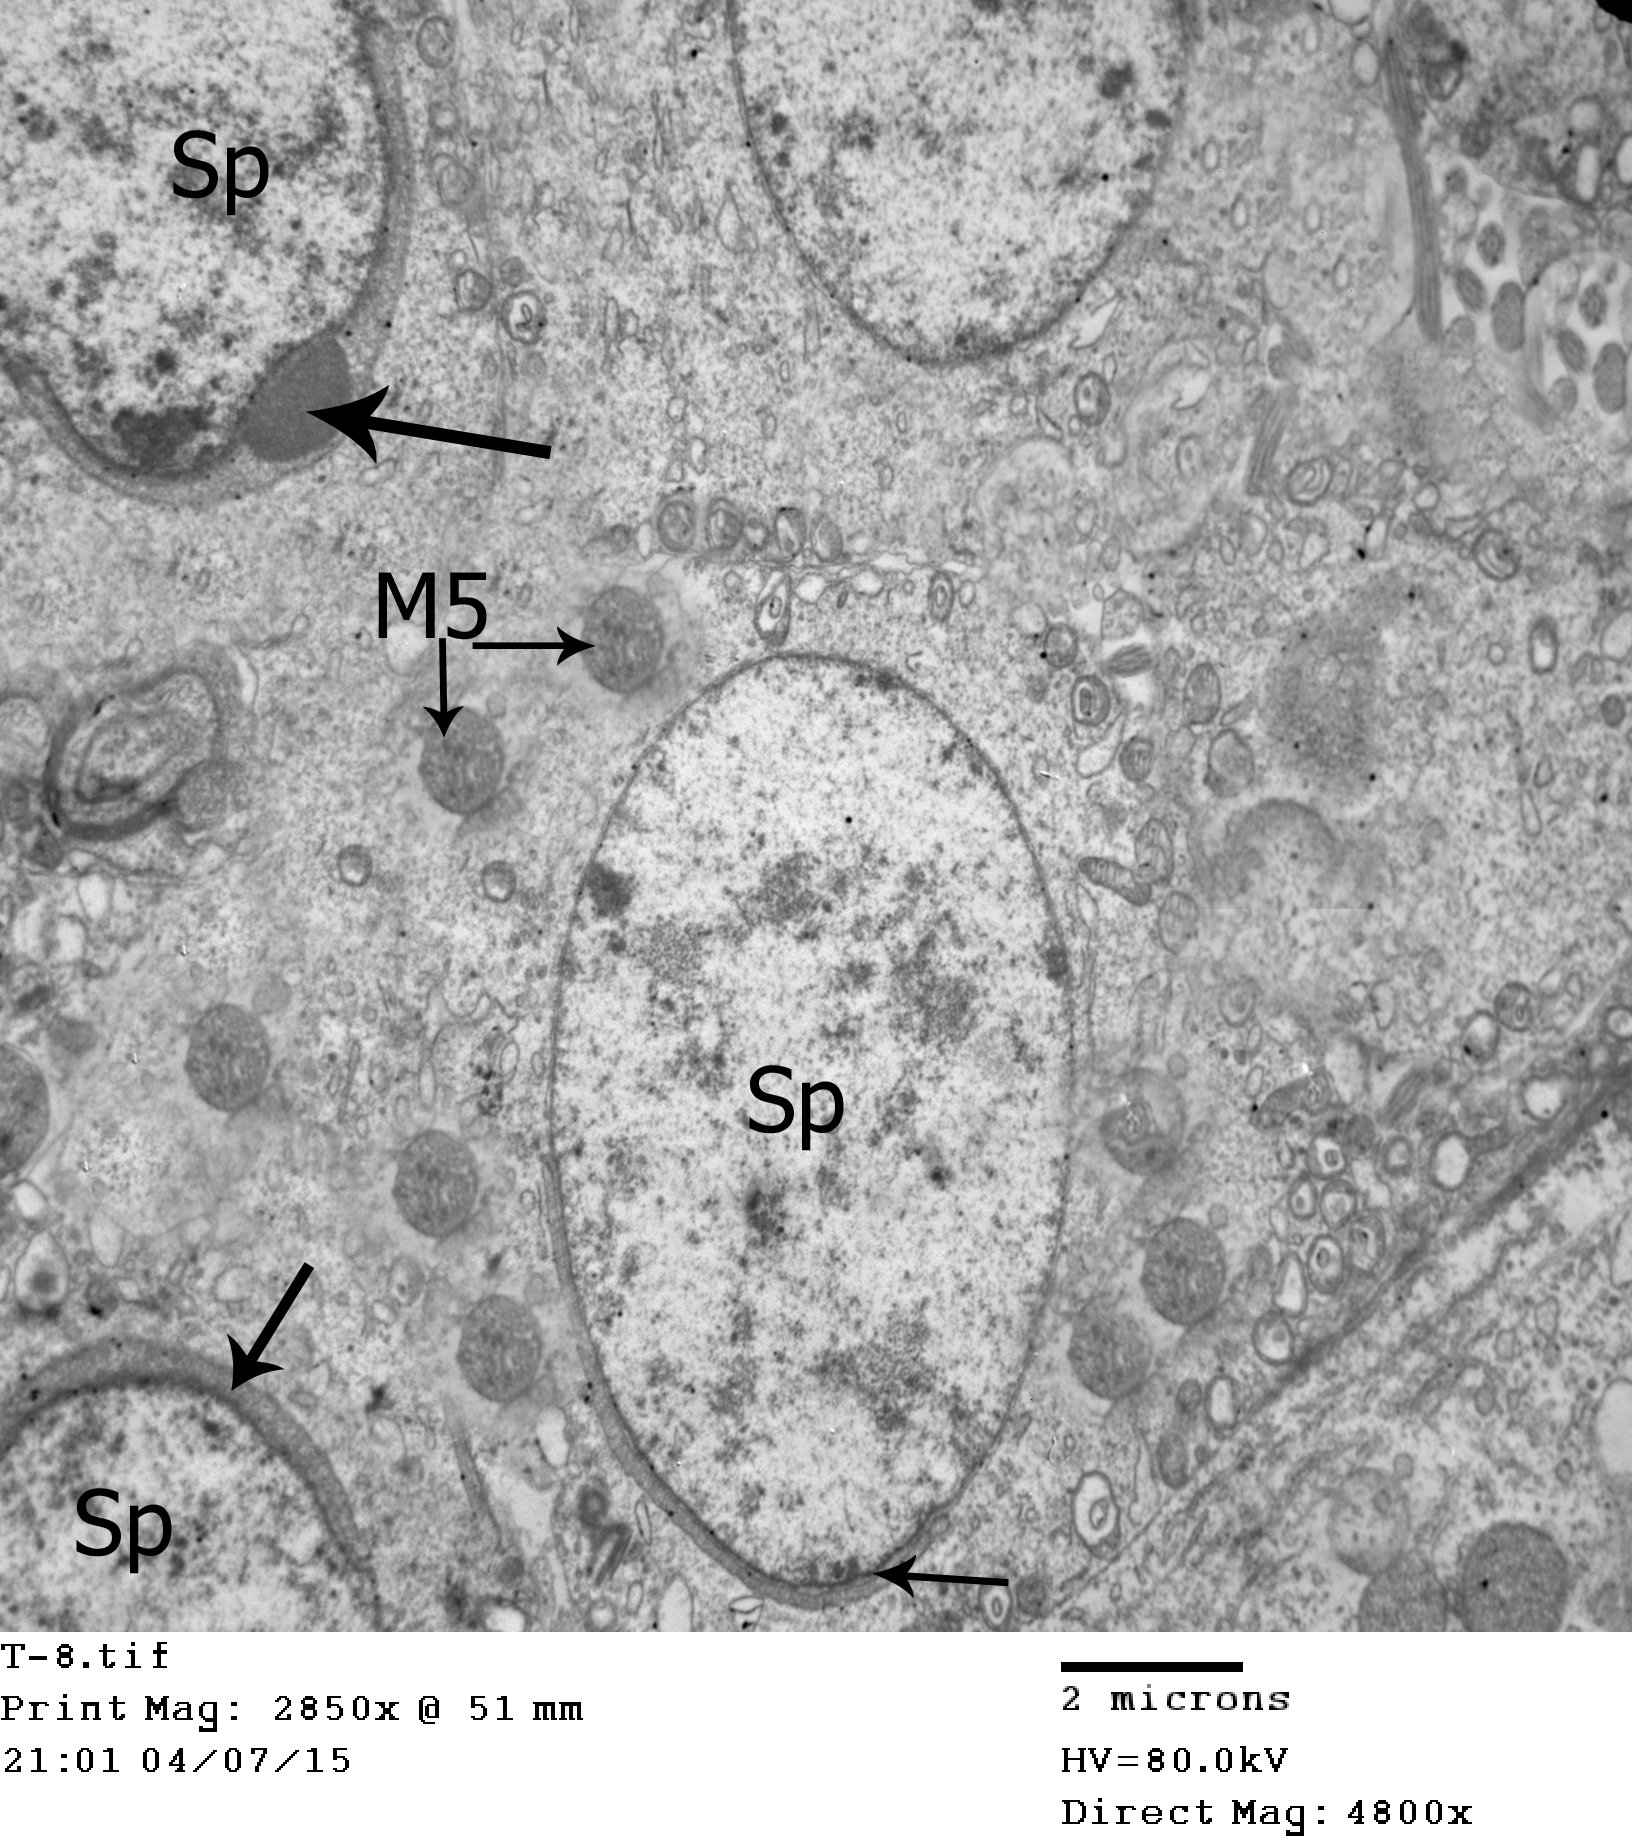 Sp
M5
Sp
Sp
T-8.tif
Print Mag: 2850x @ 51 mm
21:01 04/07/15
2 microns
HV=80.0kV
Direct Mag: 4800x